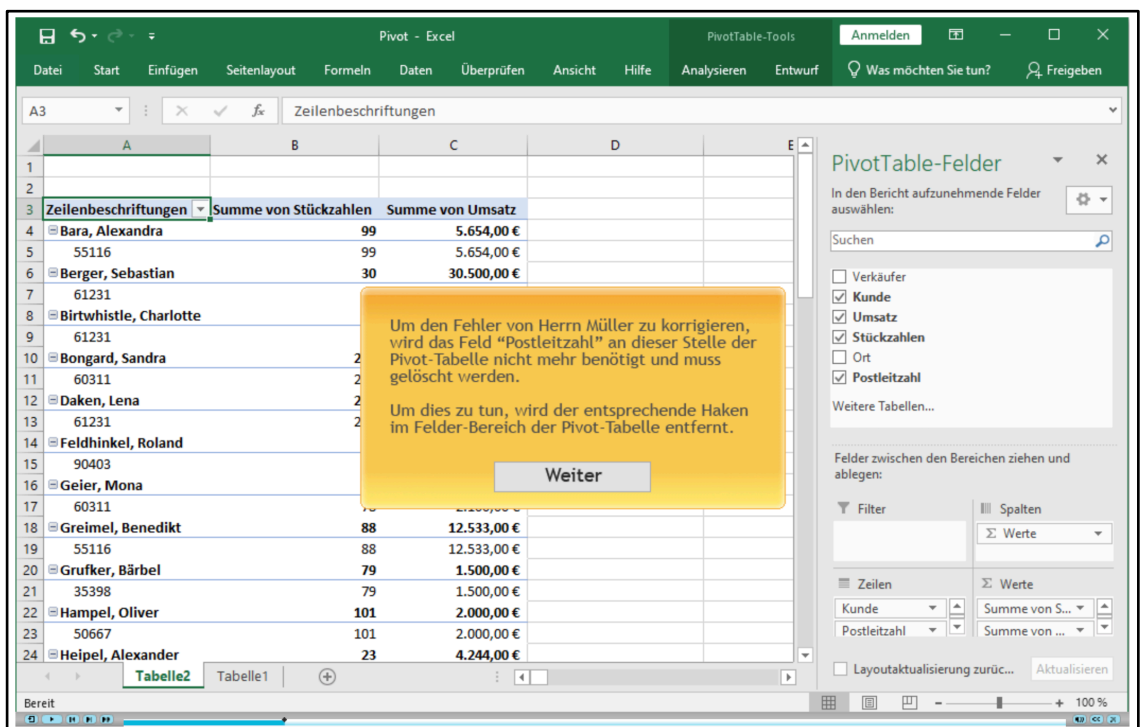 Pivot - Excel
PivotTable-Tools
Anmelden
Datei Start Einfügen Seitenlayout Formeln Daten Überprüfen Ansicht Hilfe Analysieren Entwurf Was möchten Sie tun? Freigeben
A3 fx Zeilenbeschriftungen
A B C D E
1
2
3 Zeilenbeschriftungen Summe von Stückzahlen Summe von Umsatz
4 Bara, Alexandra 99 5.654,00 €
5 55116 99 5.654,00 €
6 Berger, Sebastian 30 30.500,00 €
7 61231
8 Birtwhistle, Charlotte
9 61231
10 Bongard, Sandra 2
11 60311 2
12 Daken, Lena 2
13 61231 2
14 Feldhinkel, Roland
15 90403
16 Geier, Mona
17 60311
18 Greimel, Benedikt 88 12.533,00 €
19 55116 88 12.533,00 €
20 Grufker, Bärbel 79 1.500,00 €
21 35398 79 1.500,00 €
22 Hampel, Oliver 101 2.000,00 €
23 50667 101 2.000,00 €
24 Heipel, Alexander 23 4.244,00 €
Um den Fehler von Herrn Müller zu korrigieren,
wird das Feld “Postleitzahl” an dieser Stelle der
Pivot-Tabelle nicht mehr benötigt und muss
gelöscht werden.
Um dies zu tun, wird der entsprechende Haken
im Felder-Bereich der Pivot-Tabelle entfernt.
Weiter
PivotTable-Felder
In den Bericht aufzunehmende Felder
auswählen:
Suchen
Verkäufer
Kunde
Umsatz
Stückzahlen
Ort
Postleitzahl
Weitere Tabellen...
Felder zwischen den Bereichen ziehen und
ablegen:
Filter
Spalten
Σ Werte
Zeilen
Σ Werte
Kunde
Summe von S...
Postleitzahl
Summe von ...
Layoutaktualisierung zurüc...
Aktualisieren
Tabelle2 Tabelle1
Bereit
100 %